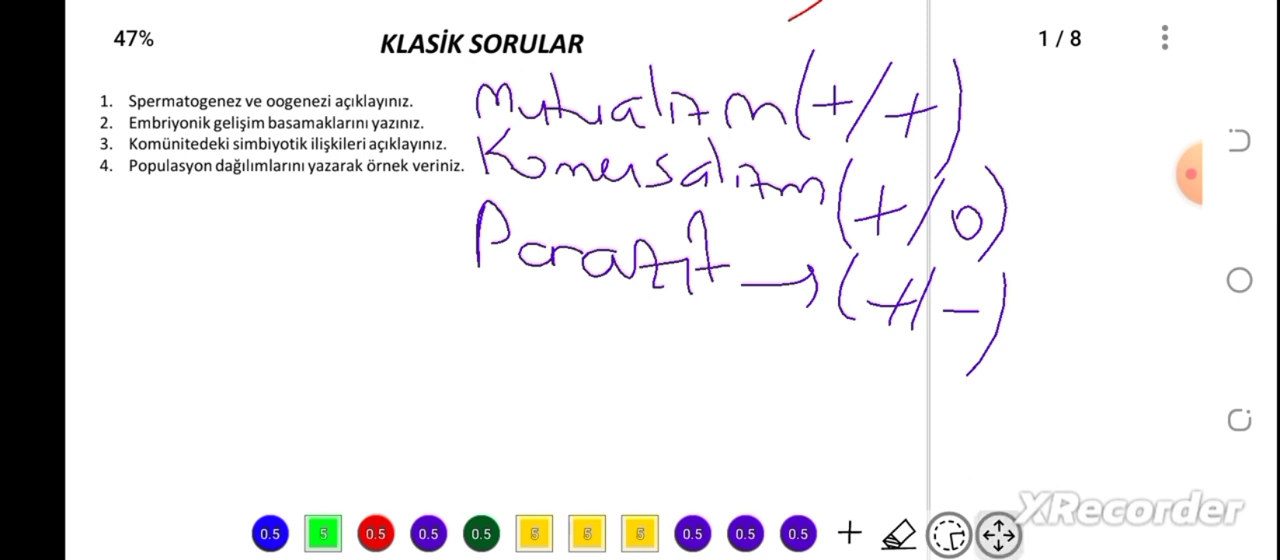 47%
KLASİK SORULAR
1 / 8
1. Spermatogenez ve oogenezi açıklayınız.
2. Embriyonik gelişim basamaklarını yazınız.
3. Komünitedeki simbiyotik ilişkileri açıklayınız.
4. Populasyon dağılımlarını yazarak örnek veriniz.
Mutualizm (+/+)
Komensalizm (+/0)
Parazit → (+/-)
0.5 5 0.5 0.5 0.5 5 5 5 0.5 0.5 0.5 +
XRecorder